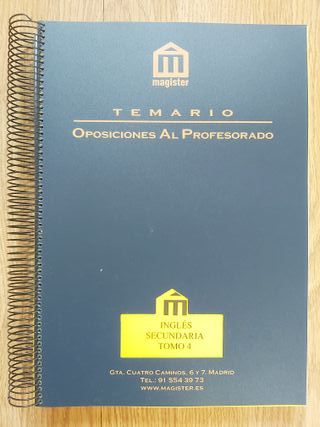 magister
TEMARIO
OPOSICIONES AL PROFESORADO
INGLÉS
SECUNDARIA
TOMO 4
GTA. CUATRO CAMINOS, 6 Y 7. MADRID
TEL.: 91 554 39 73
WWW.MAGISTER.ES